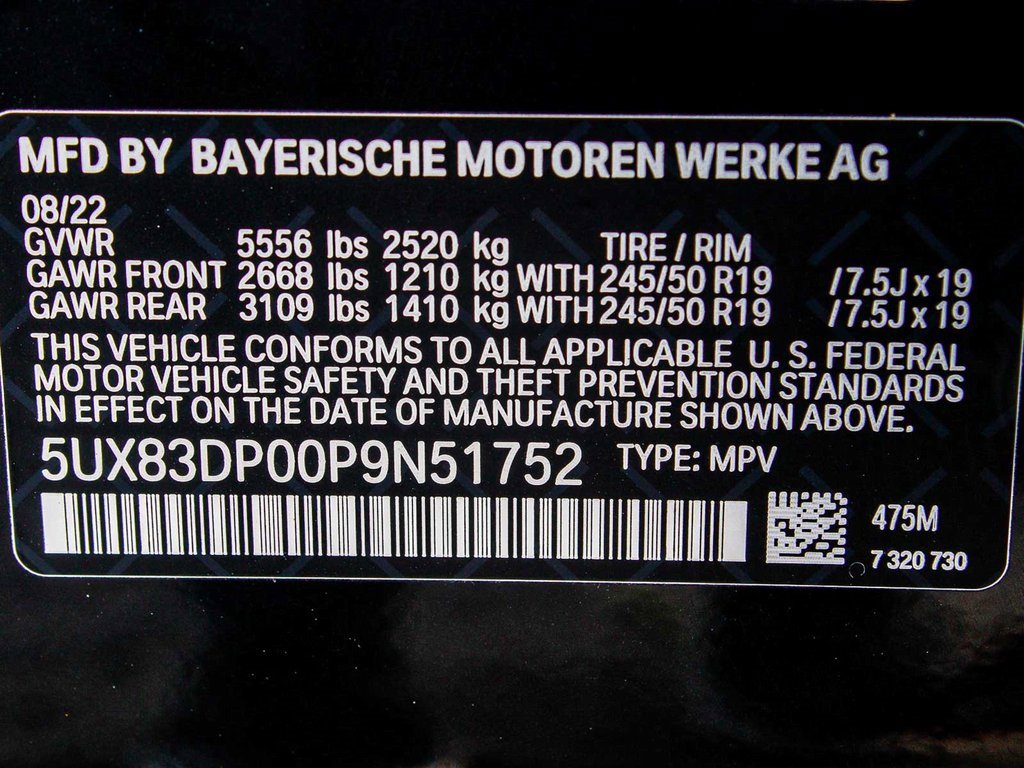 MFD BY BAYERISCHE MOTOREN WERKE AG
08/22
GVWR 5556 lbs 2520 kg TIRE / RIM
GAWR FRONT 2668 lbs 1210 kg WITH 245/50 R19 /7.5J x 19
GAWR REAR 3109 lbs 1410 kg WITH 245/50 R19 /7.5J x 19
THIS VEHICLE CONFORMS TO ALL APPLICABLE U. S. FEDERAL
MOTOR VEHICLE SAFETY AND THEFT PREVENTION STANDARDS
IN EFFECT ON THE DATE OF MANUFACTURE SHOWN ABOVE.
5UX83DP00P9N51752 TYPE: MPV
475M
7 320 730